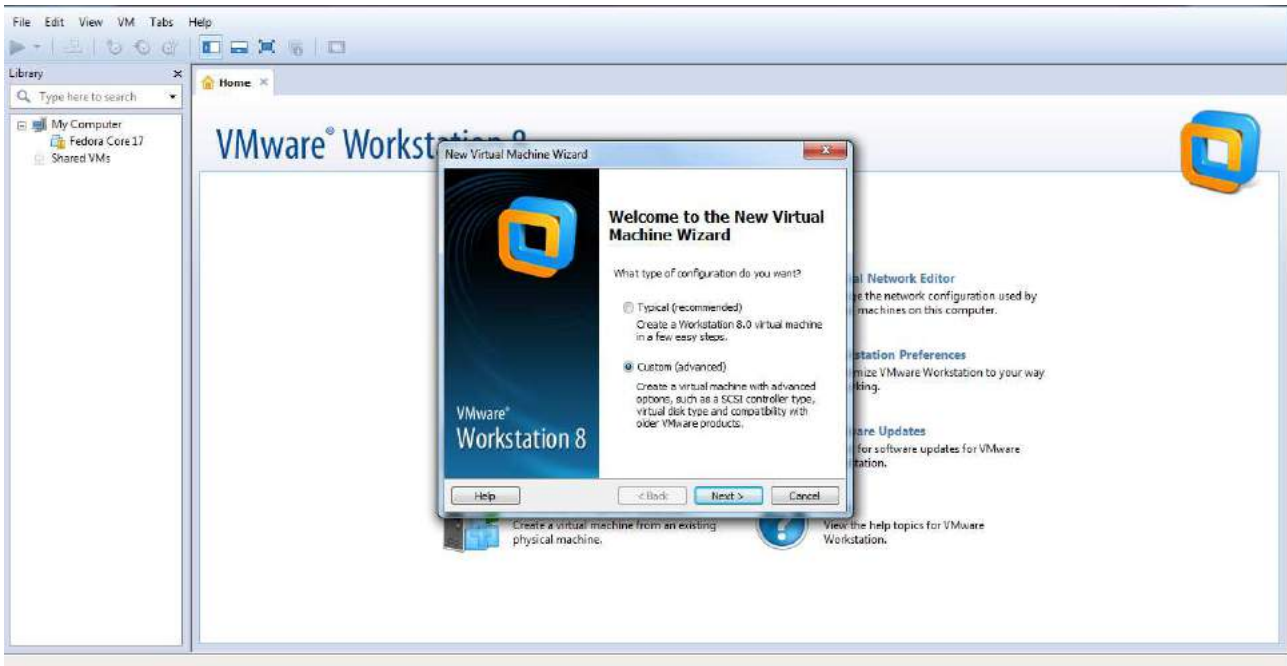 File Edit View VM Tabs Help
Library
Type here to search
My Computer
Fedora Core 17
Shared VMs
Home
VMware® Workstation 8
New Virtual Machine Wizard
VMware®
Workstation 8
Welcome to the New Virtual
Machine Wizard
What type of configuration do you want?
Typical (recommended)
Create a Workstation 8.0 virtual machine
in a few easy steps.
Custom (advanced)
Create a virtual machine with advanced
options, such as a SCSI controller type,
virtual disk type and compatibility with
older VMware products.
Help
< Back
Next >
Cancel
al Network Editor
e the network configuration used by
machines on this computer.
station Preferences
mize VMware Workstation to your way
king.
are Updates
for software updates for VMware
tation.
Create a virtual machine from an existing
physical machine.
View the help topics for VMware
Workstation.